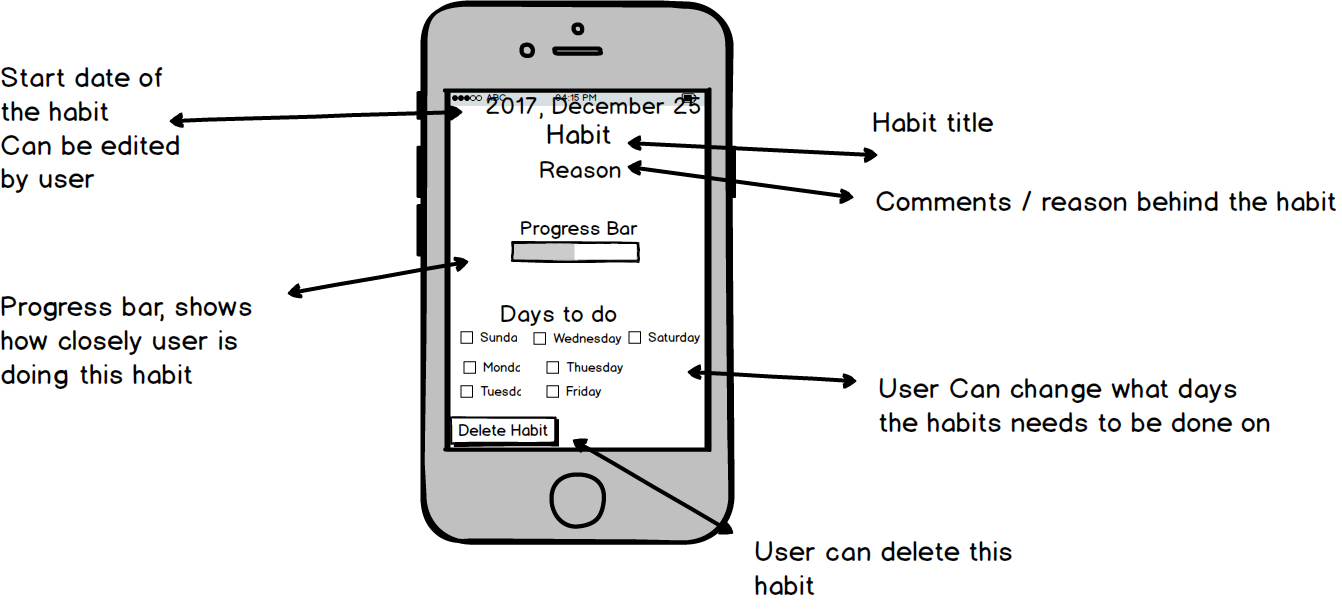 Start date of
the habit
Can be edited
by user
Progress bar, shows
how closely user is
doing this habit
ABC 04:15 PM
2017, December 25
Habit
Reason
Progress Bar
Days to do
Sunda Wednesday Saturday
Mondc Thuesday
Tuesdc Friday
Delete Habit
Habit title
Comments / reason behind the habit
User Can change what days
the habits needs to be done on
User can delete this
habit